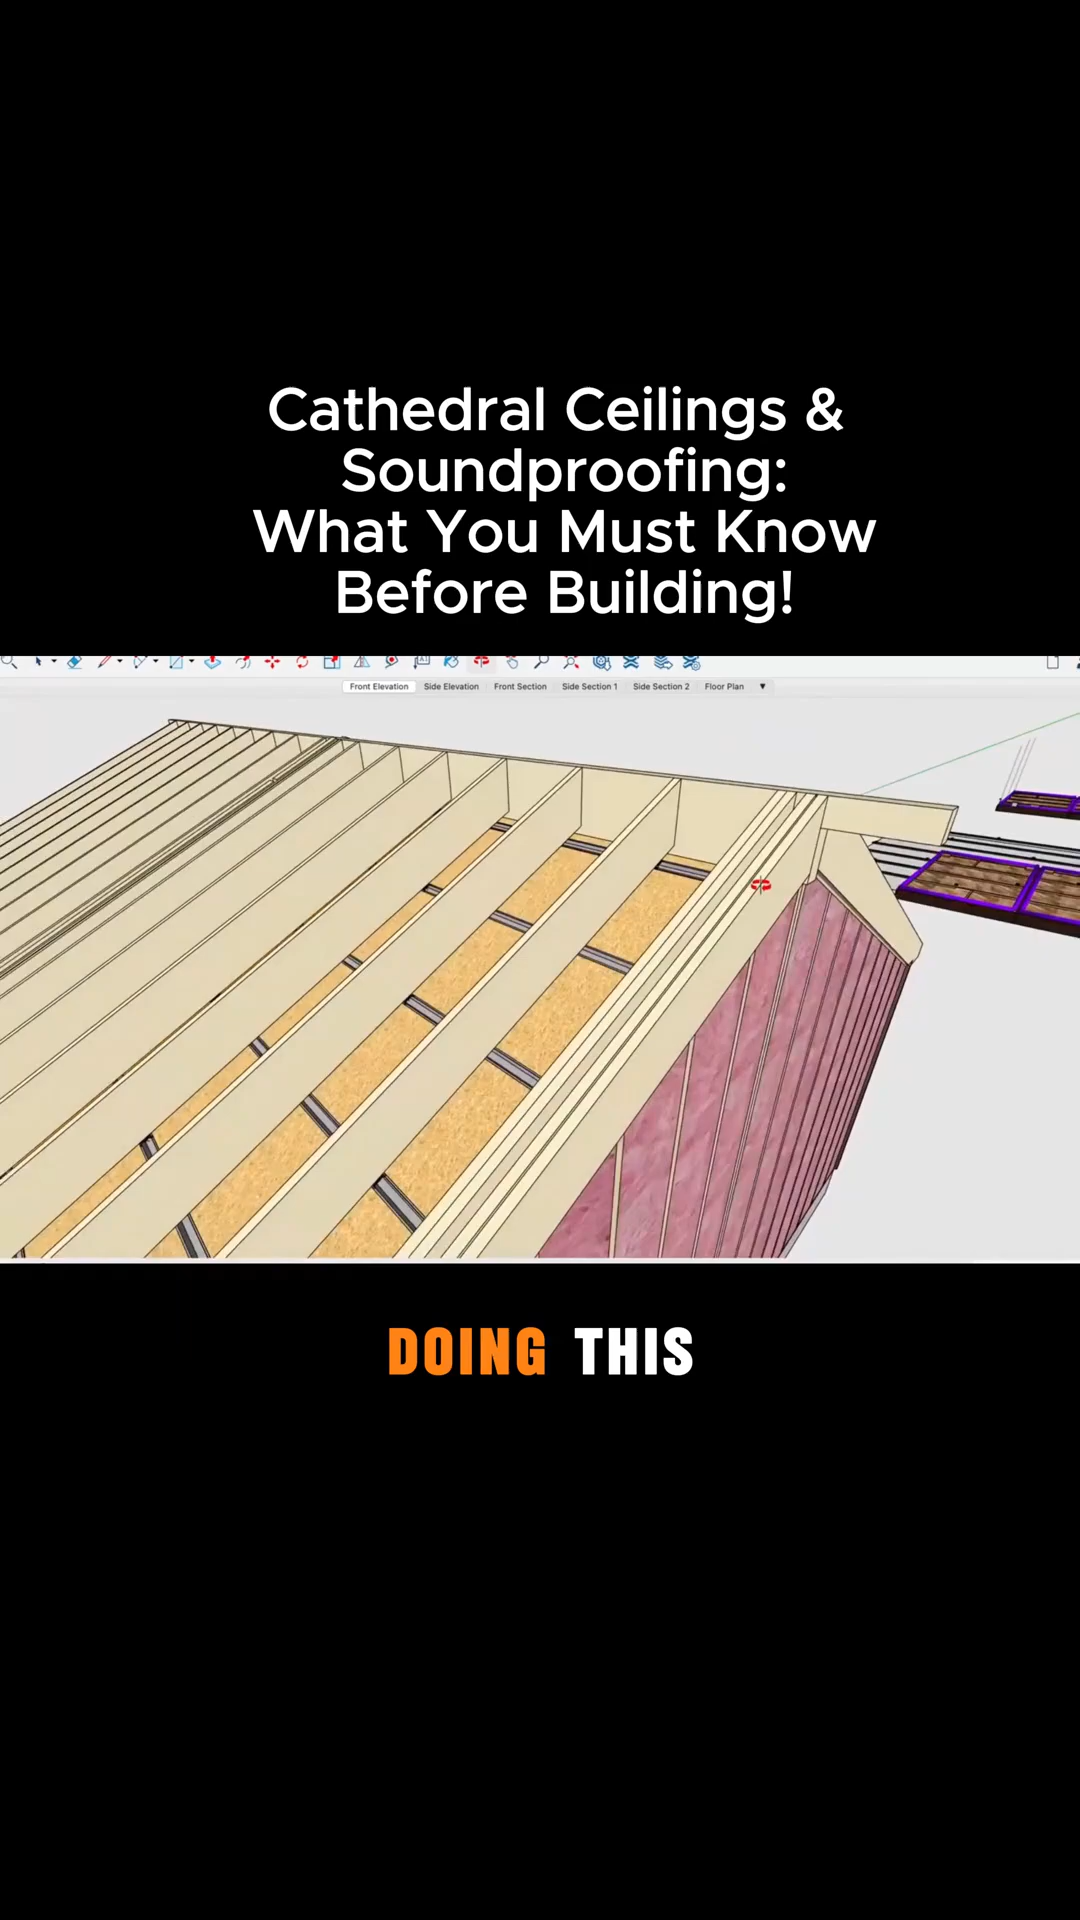 Cathedral Ceilings &
Soundproofing:
What You Must Know
Before Building!
Front Elevation Side Elevation Front Section Side Section 1 Side Section 2 Floor Plan
DOING THIS